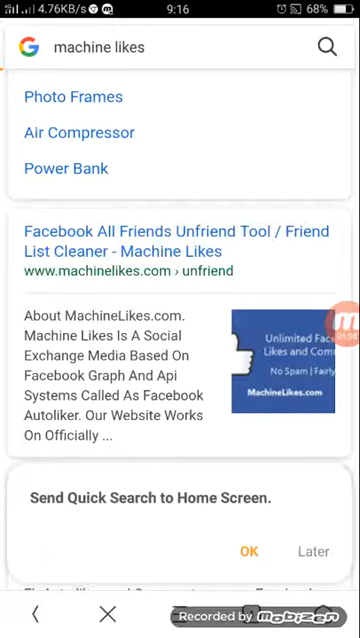 4.76KB/s 9:16 68%
machine likes
Photo Frames
Air Compressor
Power Bank
Facebook All Friends Unfriend Tool / Friend
List Cleaner - Machine Likes
www.machinelikes.com › unfriend
About MachineLikes.com.
Machine Likes Is A Social
Exchange Media Based On
Facebook Graph And Api
Systems Called As Facebook
Autoliker. Our Website Works
On Officially ...
Unlimited Fac
Likes and Com
No Spam | Fairly
MachineLikes.com
01:08
Send Quick Search to Home Screen.
OK Later
Recorded by mobizen